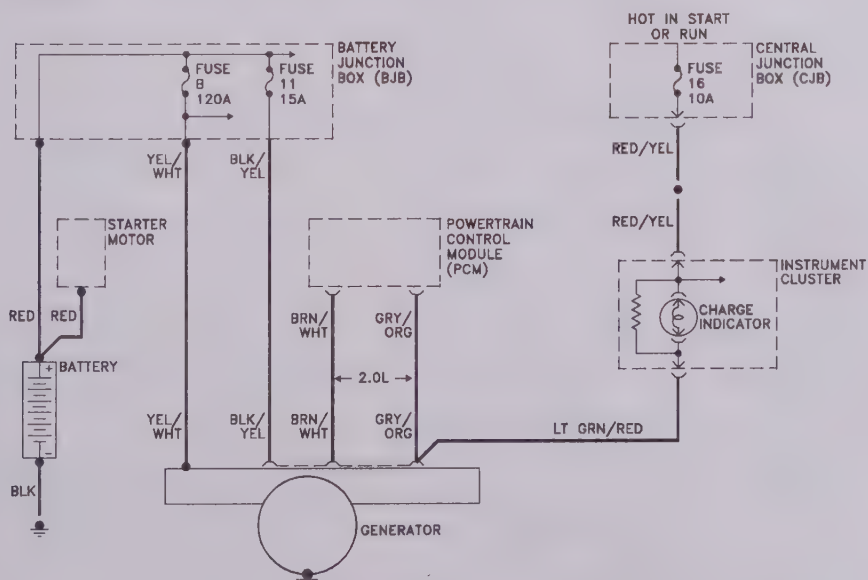 HOT IN START
OR RUN
BATTERY
JUNCTION
BOX (BJB)
FUSE
8
120A
FUSE
11
15A
FUSE
16
10A
CENTRAL
JUNCTION
BOX (CJB)
YEL/
WHT
BLK/
YEL
RED/YEL
STARTER
MOTOR
POWERTRAIN
CONTROL
MODULE
(PCM)
RED/YEL
INSTRUMENT
CLUSTER
RED
RED
BRN/
WHT
GRY/
ORG
CHARGE
INDICATOR
+
BATTERY
2.0L
YEL/
WHT
BLK/
YEL
BRN/
WHT
GRY/
ORG
LT GRN/RED
-
BLK
GENERATOR